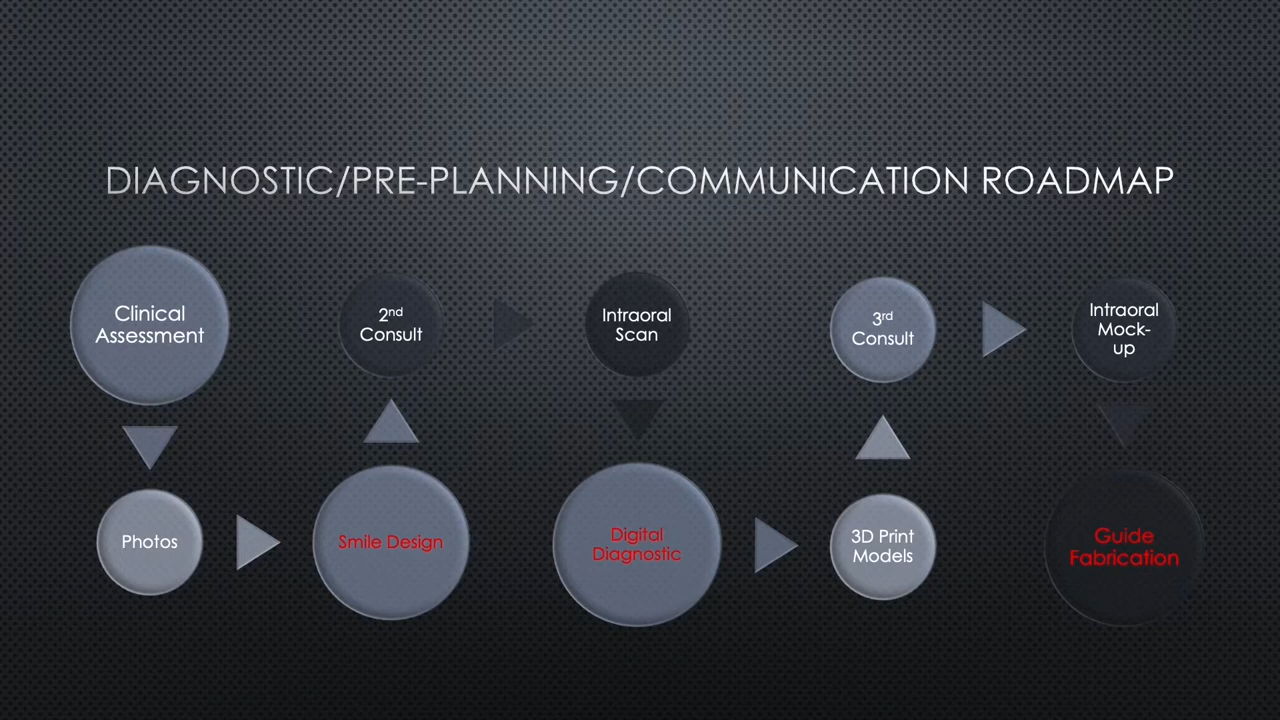 DIAGNOSTIC/PRE-PLANNING/COMMUNICATION ROADMAP
Clinical
Assessment
Photos
Smile Design
2nd
Consult
Intraoral
Scan
Digital
Diagnostic
3D Print
Models
3rd
Consult
Intraoral
Mock-
up
Guide
Fabrication